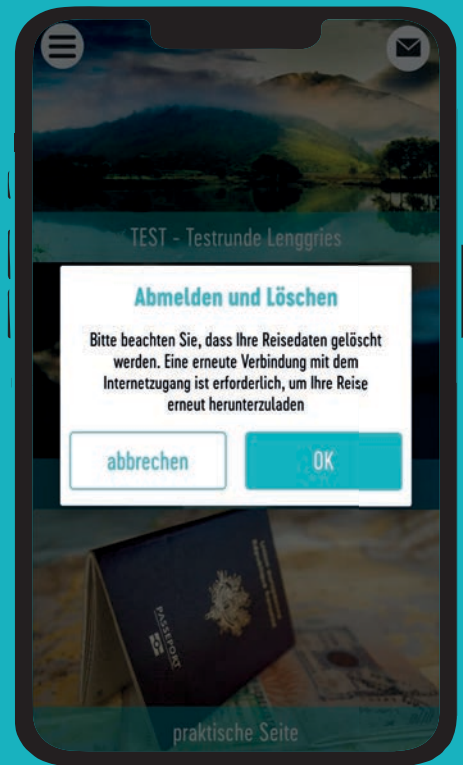 TEST - Testrunde Lenggries
Abmelden und Löschen
Bitte beachten Sie, dass Ihre Reisedaten gelöscht
werden. Eine erneute Verbindung mit dem
Internetzugang ist erforderlich, um Ihre Reise
erneut herunterzuladen
abbrechen
OK
PASSEPORT
praktische Seite